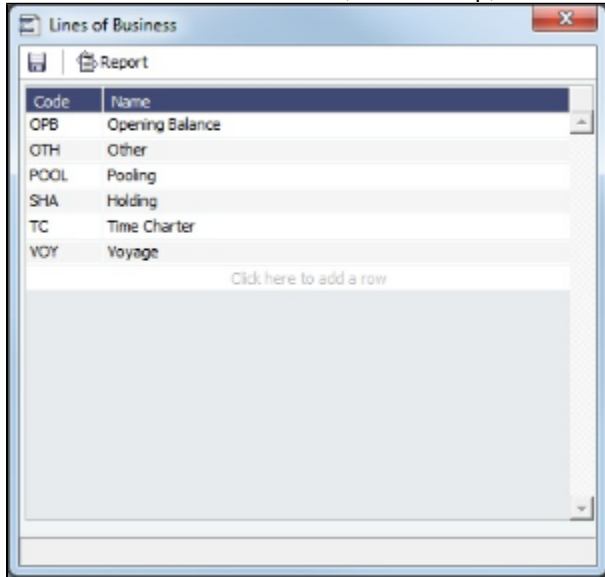 Lines of Business
Report
Code Name
OPB Opening Balance
OTH Other
POOL Pooling
SHA Holding
TC Time Charter
VOY Voyage
Click here to add a row